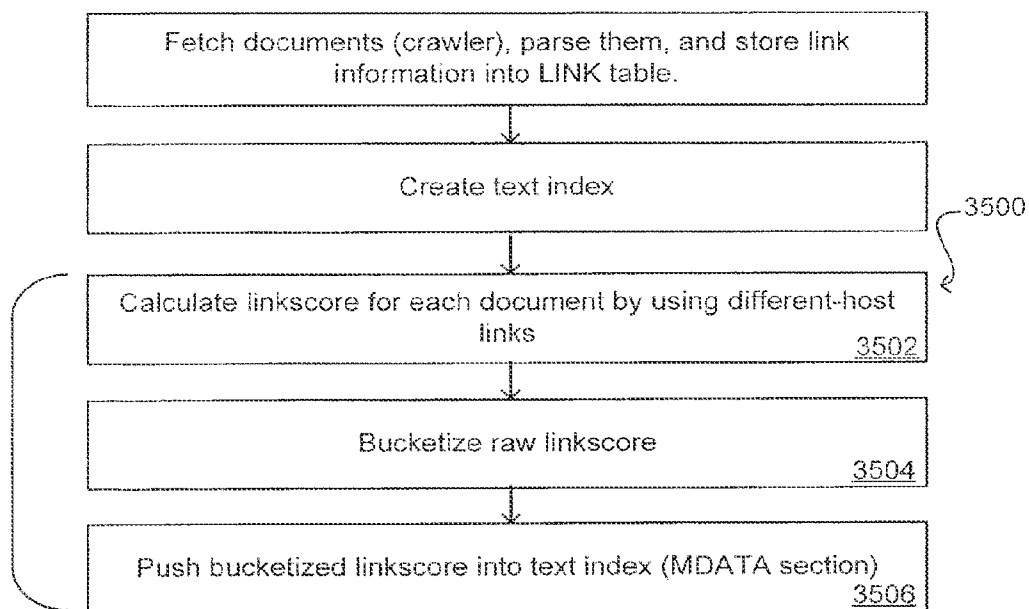 Fetch documents (crawler), parse them, and store link
information into LINK table.
Create text index
3500
Calculate linkscore for each document by using different-host
links
3502
Bucketize raw linkscore
3504
Push bucketized linkscore into text index (MDATA section)
3506